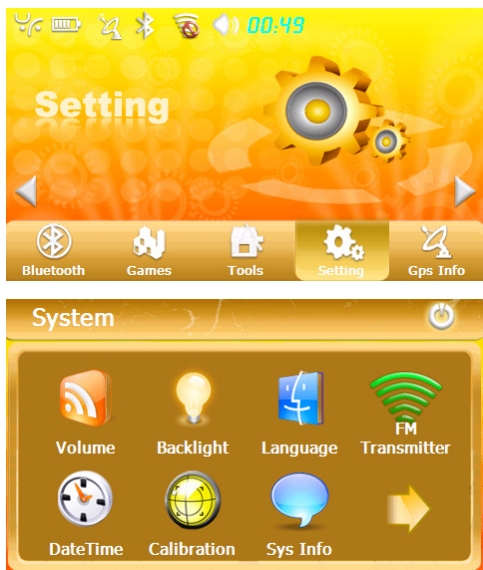 00:49
Setting
Bluetooth Games Tools Setting Gps Info
System
Volume Backlight Language FM Transmitter
DateTime Calibration Sys Info